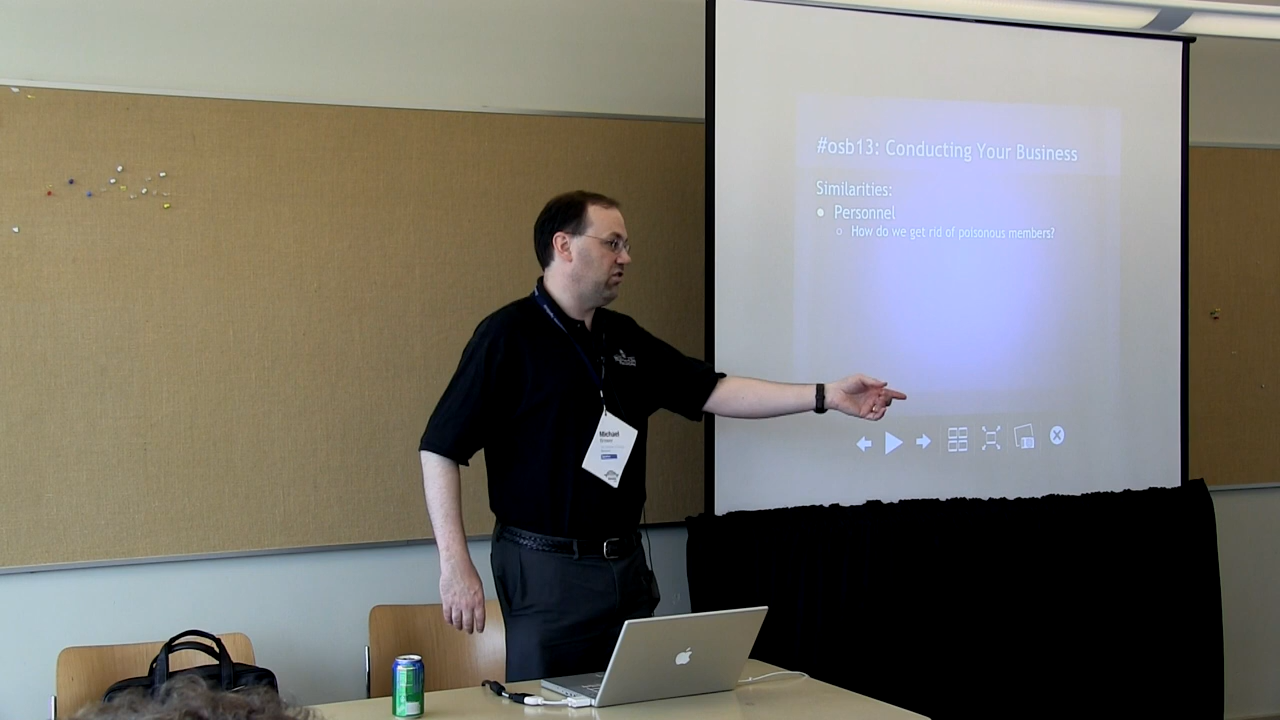 #osb13: Conducting Your Business
Similarities:
Personnel
How do we get rid of poisonous members?
Michael